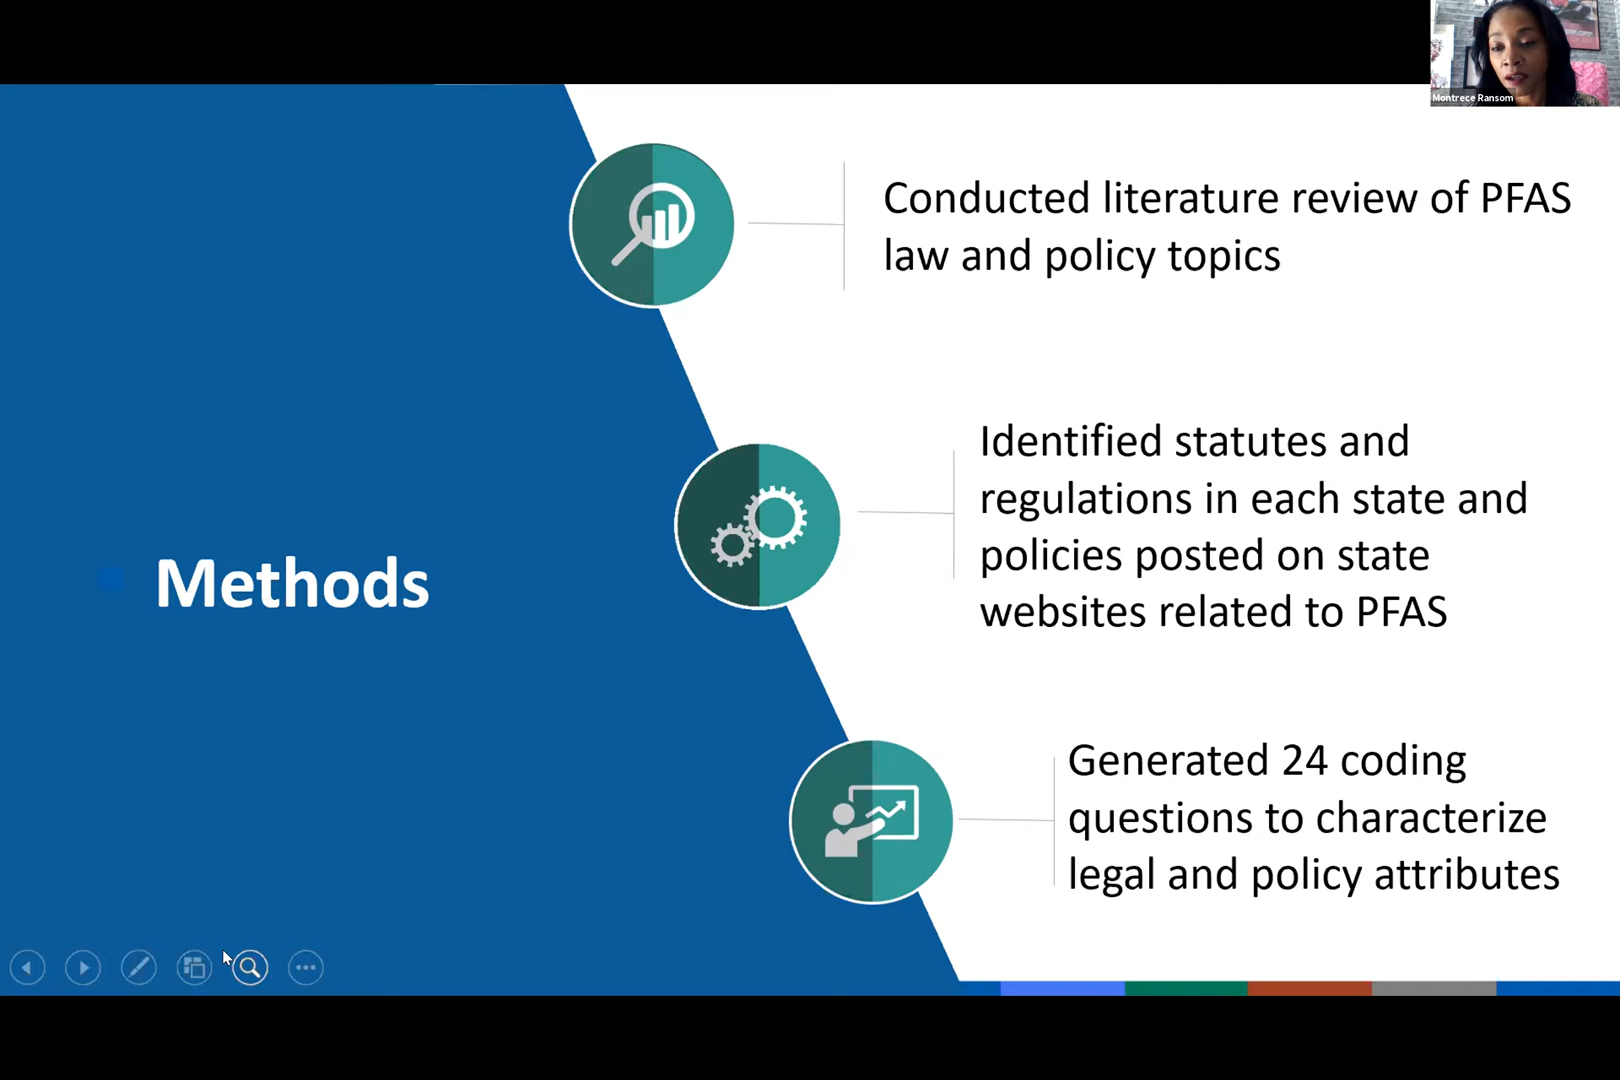 Montrece Ransom
Conducted literature review of PFAS
law and policy topics
Identified statutes and
regulations in each state and
policies posted on state
websites related to PFAS
Methods
Generated 24 coding
questions to characterize
legal and policy attributes